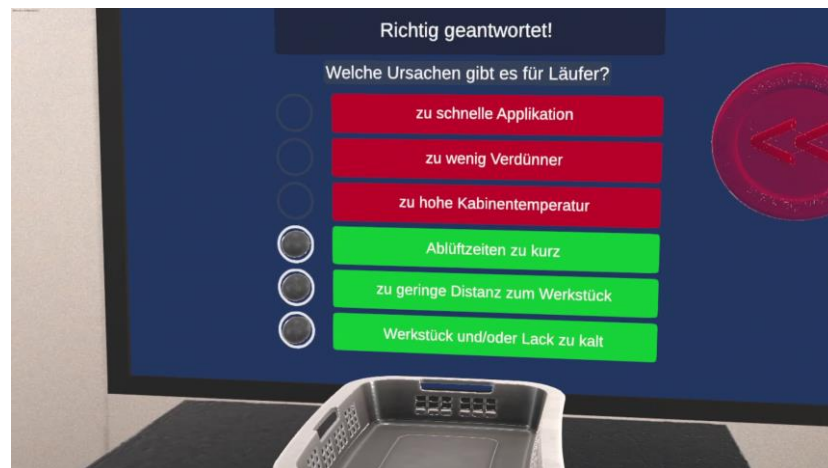 Richtig geantwortet!
Welche Ursachen gibt es für Läufer?
zu schnelle Applikation
zu wenig Verdünner
zu hohe Kabinentemperatur
Ablüftzeiten zu kurz
zu geringe Distanz zum Werkstück
Werkstück und/oder Lack zu kalt